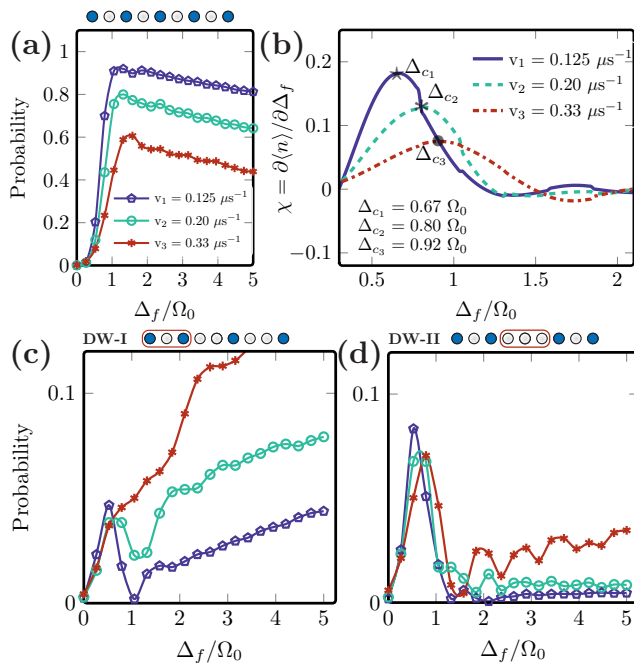 (a)
Probability
1
0.8
0.6
0.4
0.2
0
v₁ = 0.125 μs⁻¹
v₂ = 0.20 μs⁻¹
v₃ = 0.33 μs⁻¹
0 1 2 3 4 5
Δf/Ω₀
(b)
χ = ∂⟨n⟩/∂Δf
0.2
0.1
0
−0.1
Δc₁
Δc₂
Δc₃
v₁ = 0.125 μs⁻¹
v₂ = 0.20 μs⁻¹
v₃ = 0.33 μs⁻¹
Δc₁ = 0.67 Ω₀
Δc₂ = 0.80 Ω₀
Δc₃ = 0.92 Ω₀
0.5 1 1.5 2
Δf/Ω₀
(c)
DW-I
Probability
0.1
0
0 1 2 3 4 5
Δf/Ω₀
(d)
DW-II
0.1
0
0 1 2 3 4 5
Δf/Ω₀